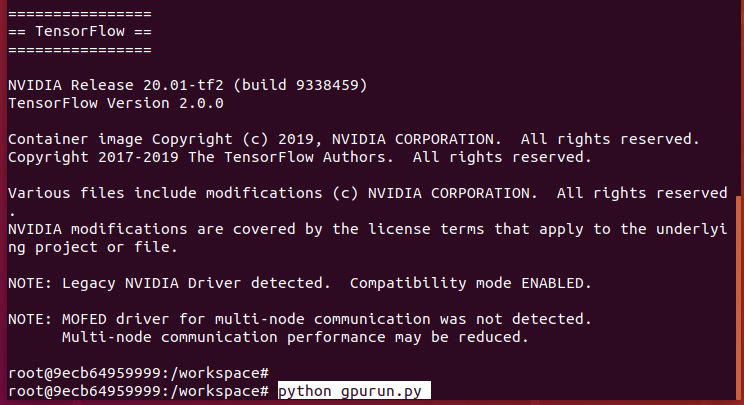 ================
== TensorFlow ==
================
NVIDIA Release 20.01-tf2 (build 9338459)
TensorFlow Version 2.0.0
Container image Copyright (c) 2019, NVIDIA CORPORATION.  All rights reserved.
Copyright 2017-2019 The TensorFlow Authors.  All rights reserved.
Various files include modifications (c) NVIDIA CORPORATION.  All rights reserved
.
NVIDIA modifications are covered by the license terms that apply to the underlyi
ng project or file.
NOTE: Legacy NVIDIA Driver detected.  Compatibility mode ENABLED.
NOTE: MOFED driver for multi-node communication was not detected.
      Multi-node communication performance may be reduced.
root@9ecb64959999:/workspace#
root@9ecb64959999:/workspace# python gpurun.py